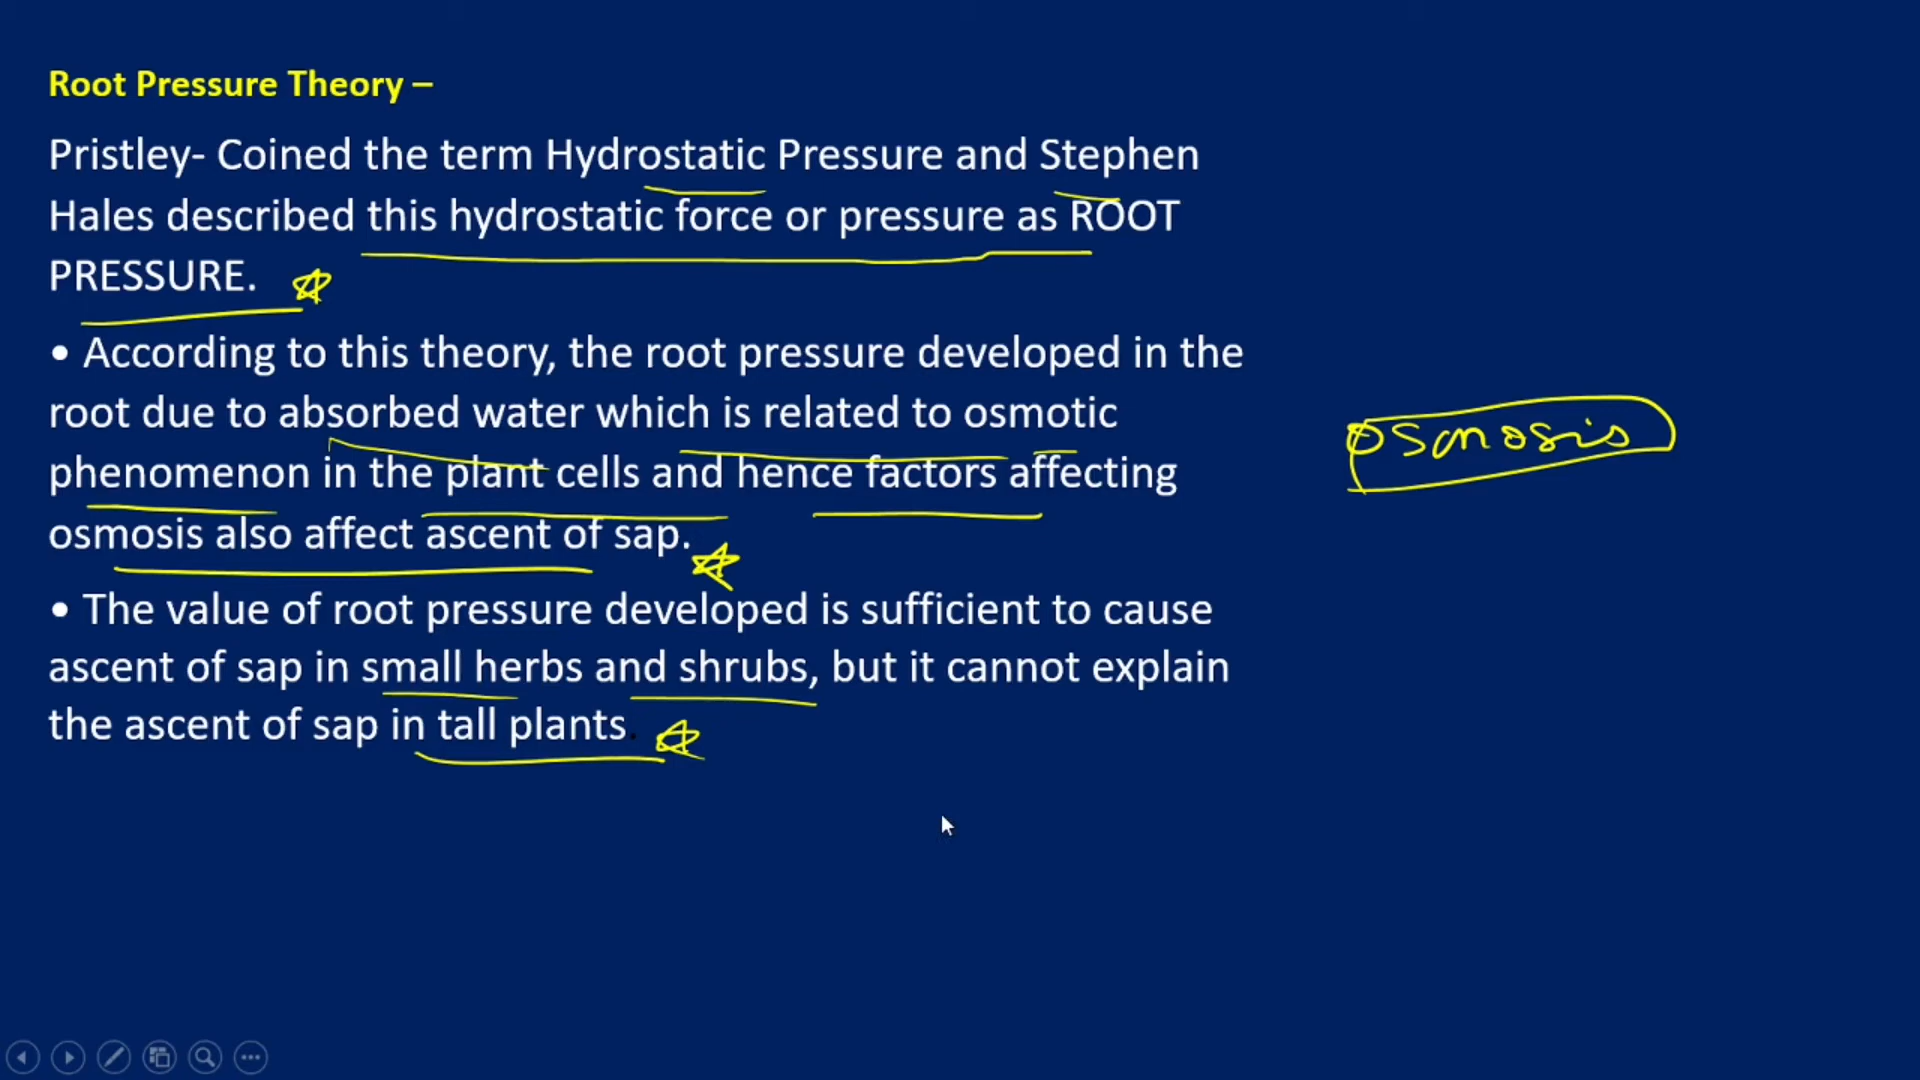 Root Pressure Theory –
Pristley- Coined the term Hydrostatic Pressure and Stephen
Hales described this hydrostatic force or pressure as ROOT
PRESSURE.
• According to this theory, the root pressure developed in the
root due to absorbed water which is related to osmotic
phenomenon in the plant cells and hence factors affecting
osmosis also affect ascent of sap.
• The value of root pressure developed is sufficient to cause
ascent of sap in small herbs and shrubs, but it cannot explain
the ascent of sap in tall plants.
osmosis